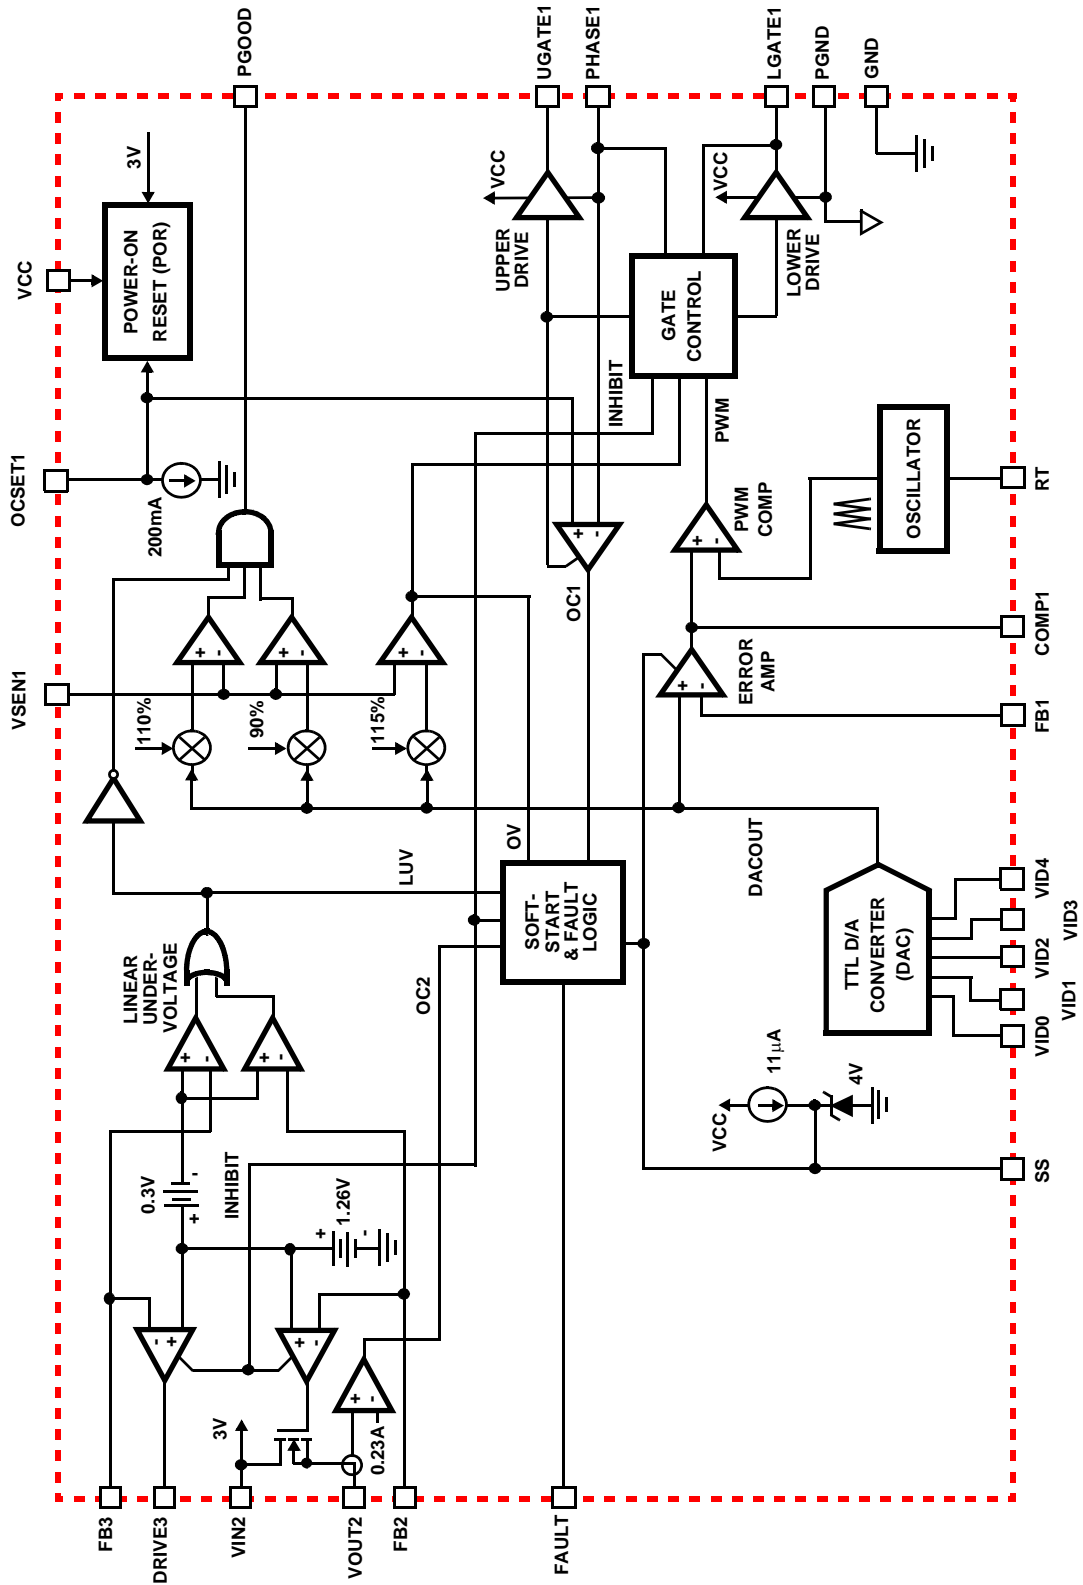 VCC
OCSET1
VSEN1
POWER-ON
RESET (POR)
3V
200mA
PGOOD
110%
90%
115%
+
-
+
-
+
-
LINEAR
UNDER-
VOLTAGE
LUV
OV
OC2
OC1
+
-
+
-
0.3V
+
-
INHIBIT
1.26V
+
-
-
+
+
-
+
-
0.23A
3V
FB3
DRIVE3
VIN2
VOUT2
FB2
FAULT
SOFT-
START
& FAULT
LOGIC
UPPER
DRIVE
VCC
UGATE1
PHASE1
LGATE1
PGND
GND
VCC
LOWER
DRIVE
GATE
CONTROL
INHIBIT
PWM
+
-
PWM
COMP
+
-
ERROR
AMP
+
-
OSCILLATOR
RT
COMP1
FB1
DACOUT
TTL D/A
CONVERTER
(DAC)
VID4
VID3
VID2
VID1
VID0
VCC
11μA
4V
SS